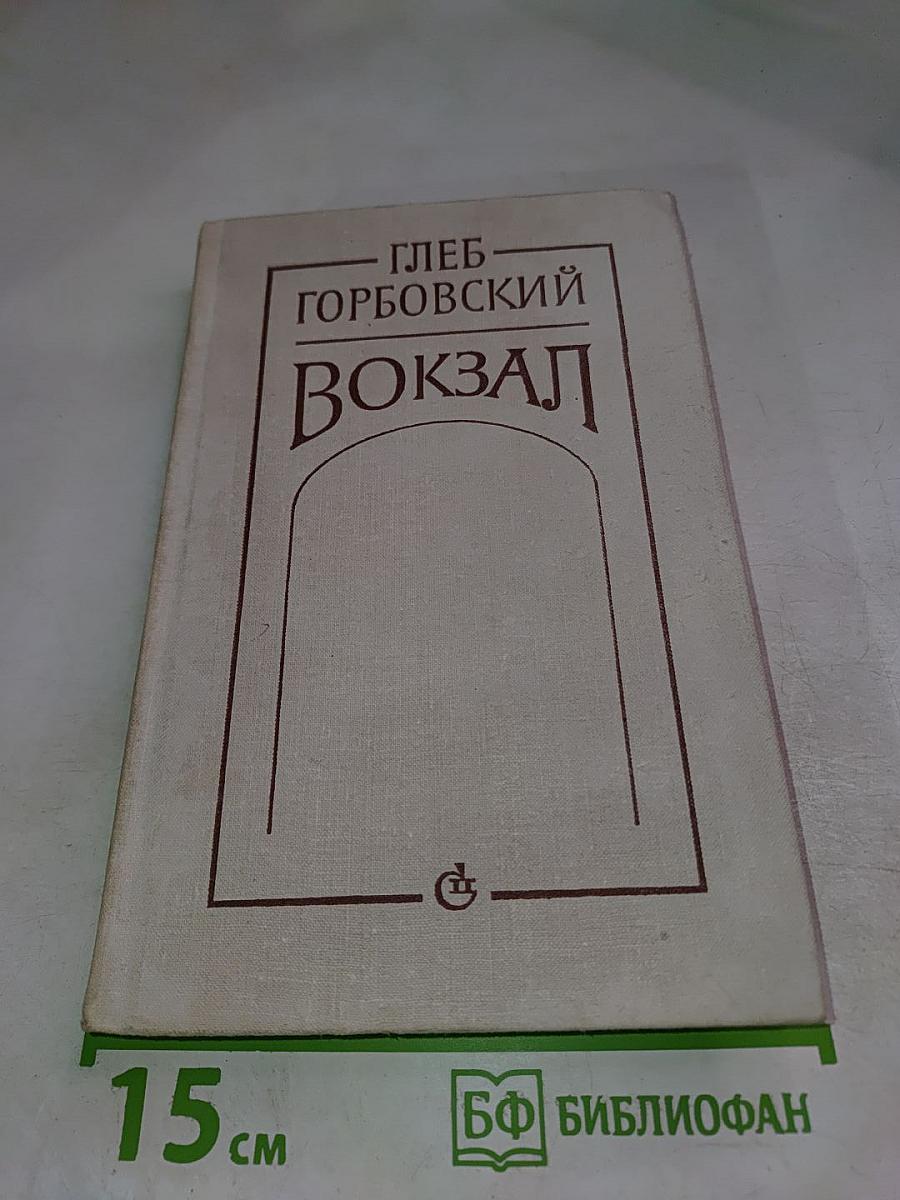 ГЛЕБ
ГОРБОВСКИЙ
ВОКЗАЛ
15 см
БФ БИБЛИОФАН